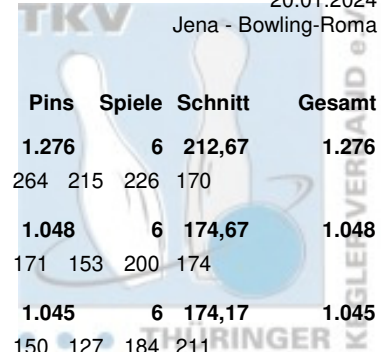 TKV
20.01.2024
Jena - Bowling-Roma
Pins Spiele Schnitt Gesamt
1.276 6 212,67 1.276
264 215 226 170
1.048 6 174,67 1.048
171 153 200 174
1.045 6 174,17 1.045
150 127 184 211
THÜRINGER
KEGLER VERBAND e.V.